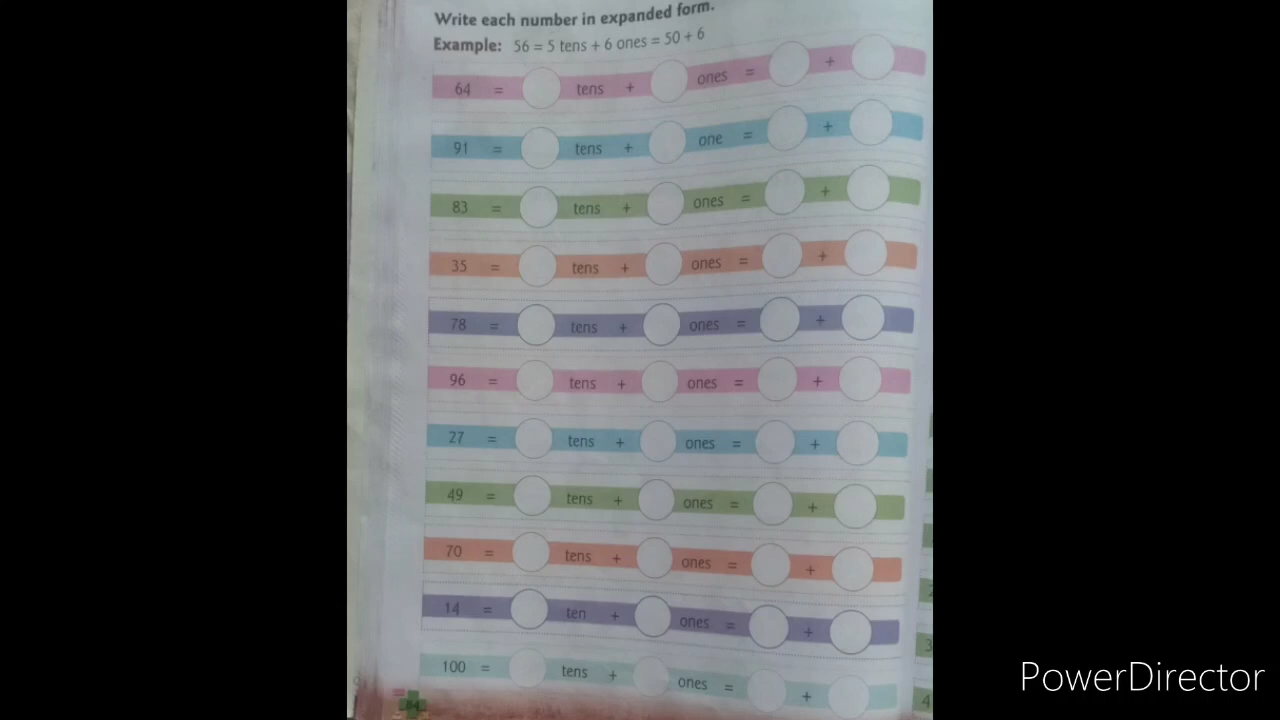 Write each number in expanded form.
Example: 56 = 5 tens + 6 ones = 50 + 6
64 = tens + ones = +
91 = tens + one = +
83 = tens + ones = +
35 = tens + ones = +
78 = tens + ones = +
96 = tens + ones = +
27 = tens + ones = +
49 = tens + ones = +
70 = tens + ones = +
14 = ten + ones = +
100 = tens + ones = +
3
4
PowerDirector